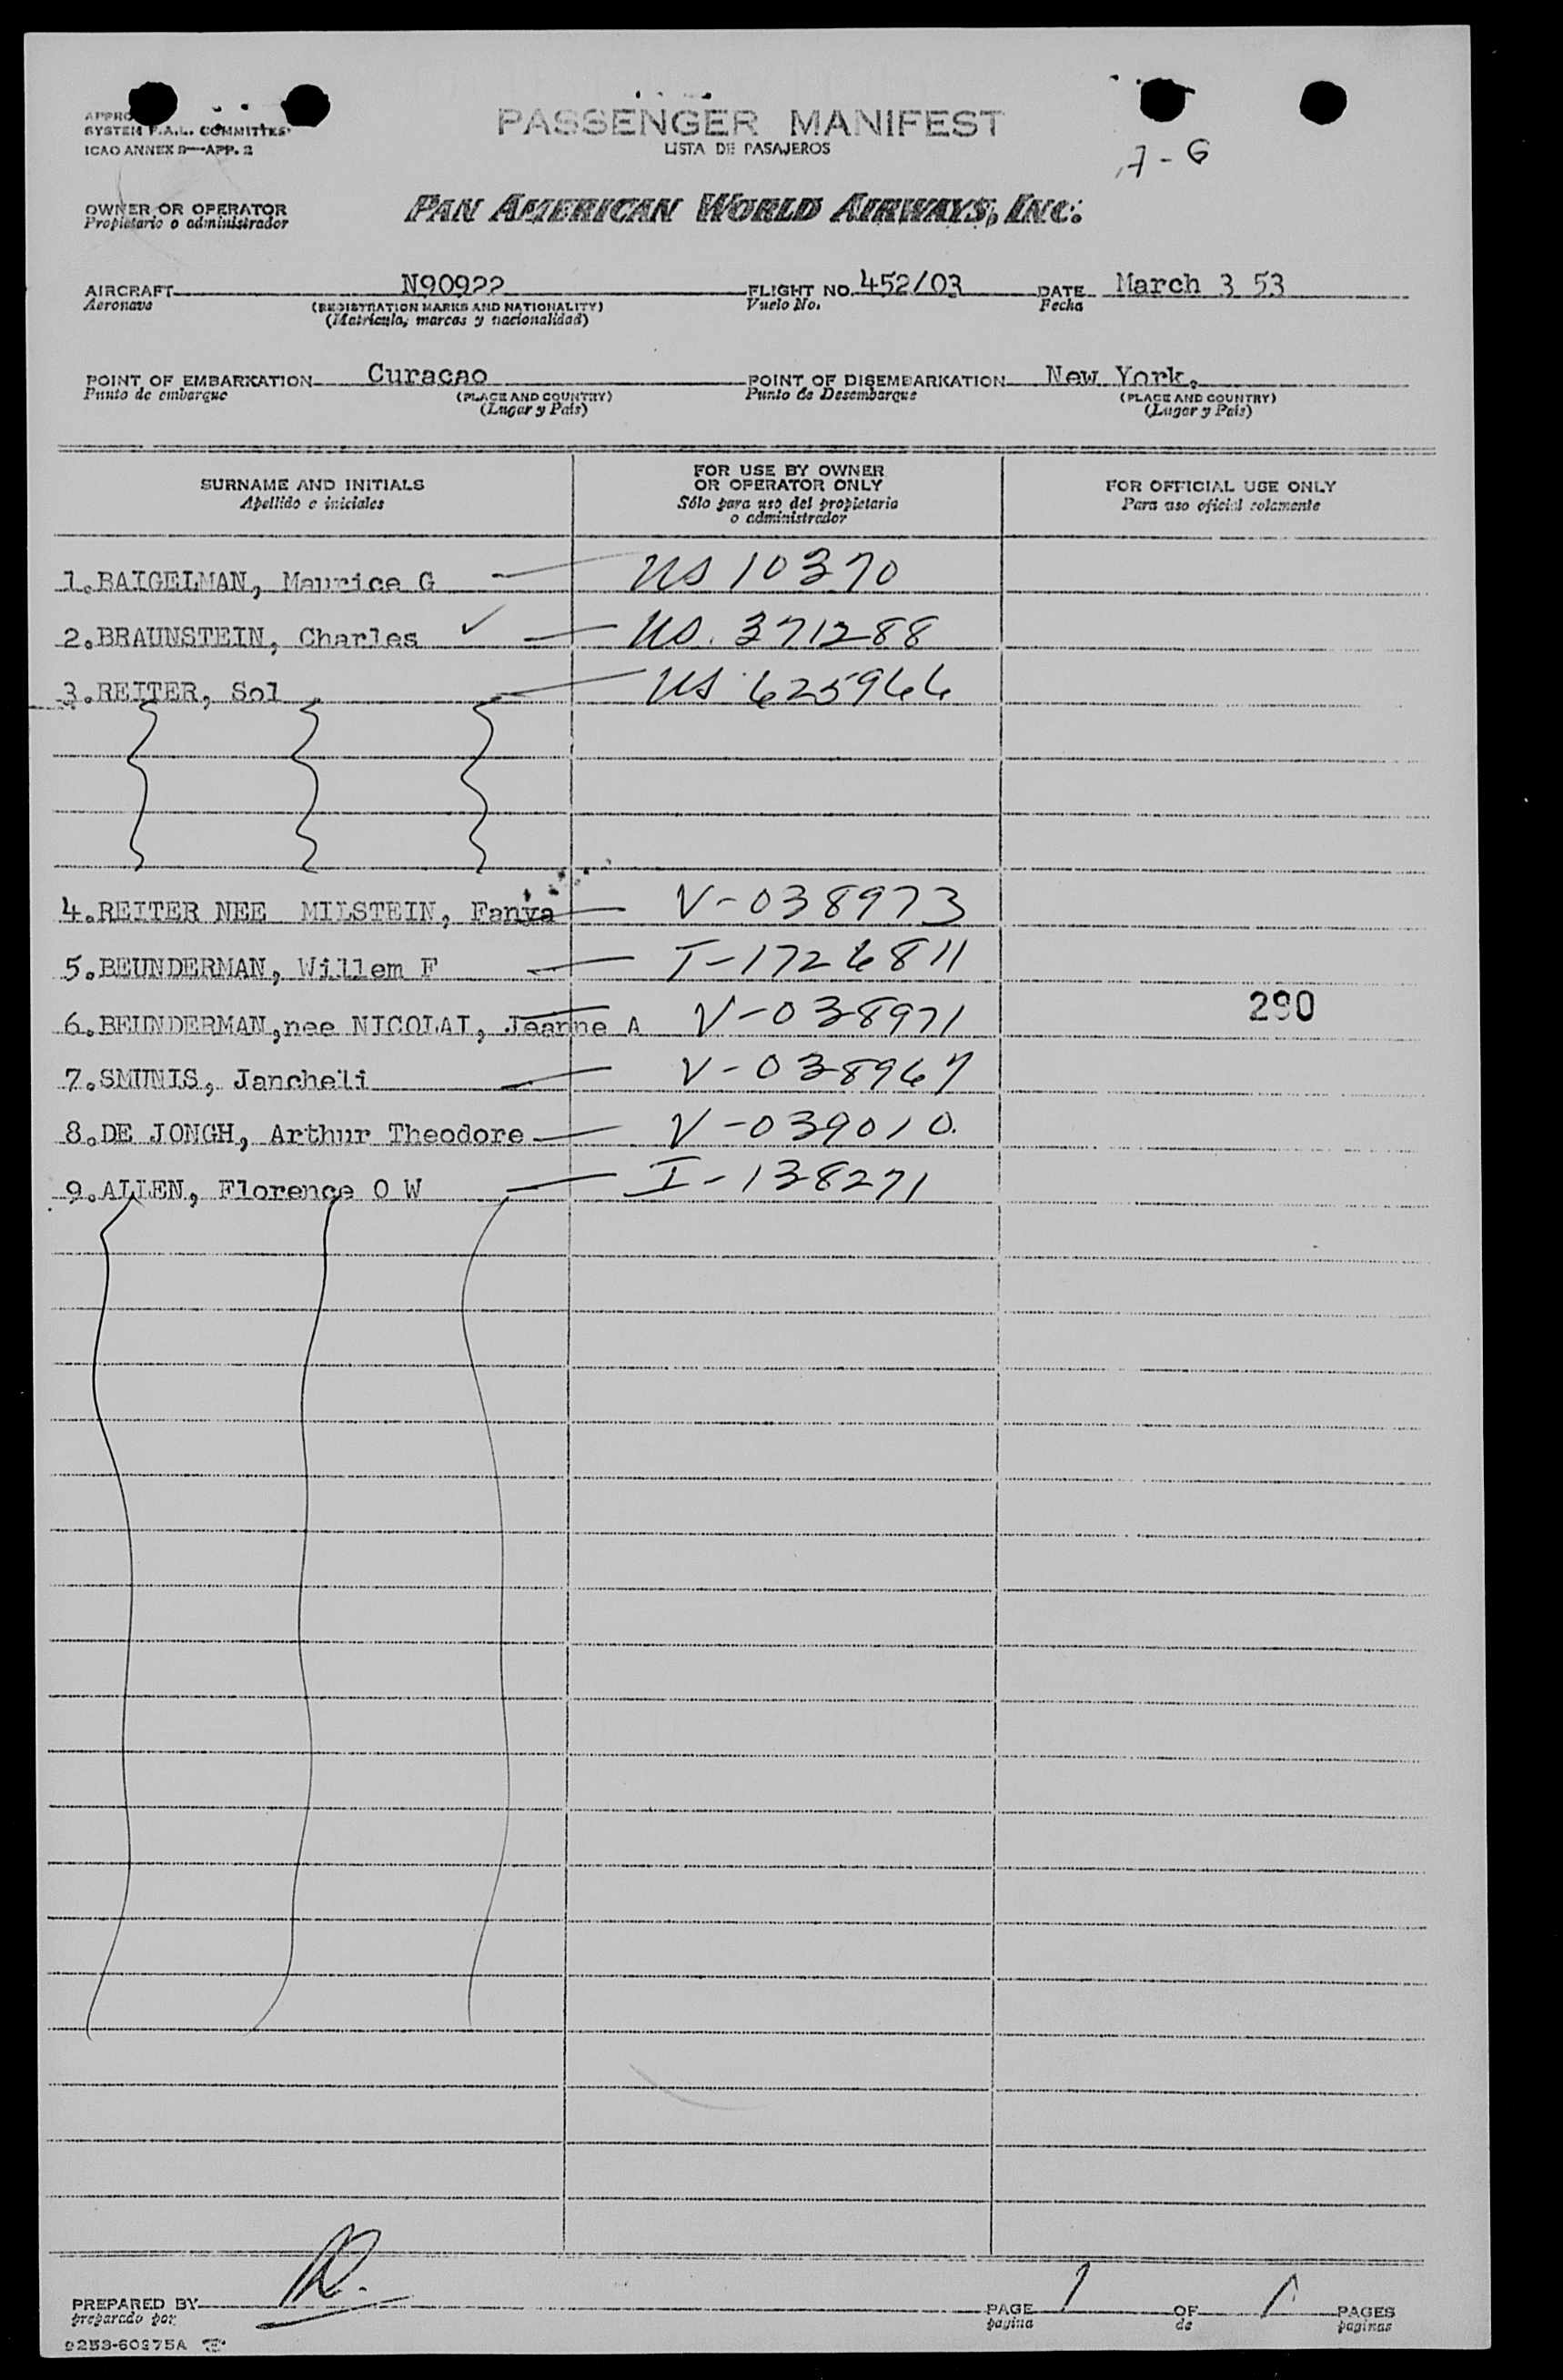 PASSENGER MANIFEST
LISTA DE PASAJEROS
SYSTEM F.A.L. COMMITTEE
ICAO ANNEX 9—APP. 2
7-G
OWNER OR OPERATOR PAN AMERICAN WORLD AIRWAYS, INC.
Propietario o administrador
AIRCRAFT N90922 FLIGHT NO. 452/03 DATE March 3 53
Aeronave (REGISTRATION MARKS AND NATIONALITY) Vuelo No. Fecha
(Matrícula, marcas y nacionalidad)
POINT OF EMBARKATION Curacao POINT OF DISEMBARKATION New York.
Punto de embarque (PLACE AND COUNTRY) Punto de Desembarque (PLACE AND COUNTRY)
(Lugar y País) (Lugar y País)
SURNAME AND INITIALS
Apellido e iniciales
FOR USE BY OWNER
OR OPERATOR ONLY
Sólo para uso del propietario
o administrador
FOR OFFICIAL USE ONLY
Para uso oficial solamente
1.BAIGELMAN, Maurice G US 10370
2.BRAUNSTEIN, Charles ✓ US. 371288
3.REITER, Sol US 625966
4.REITER NEE MILSTEIN, Fanya V-038973
5.BEUNDERMAN, Willem F I-1726811
6.BEUNDERMAN,nee NICOLAI, Jeanne A V-038971 290
7.SMUNIS, Jancheli V-038967
8.DE JONGH, Arthur Theodore V-039010.
9.ALLEN, Florence O W I-138271
PREPARED BY PAGE 1 OF 1 PAGES
preparado por pagina de paginas